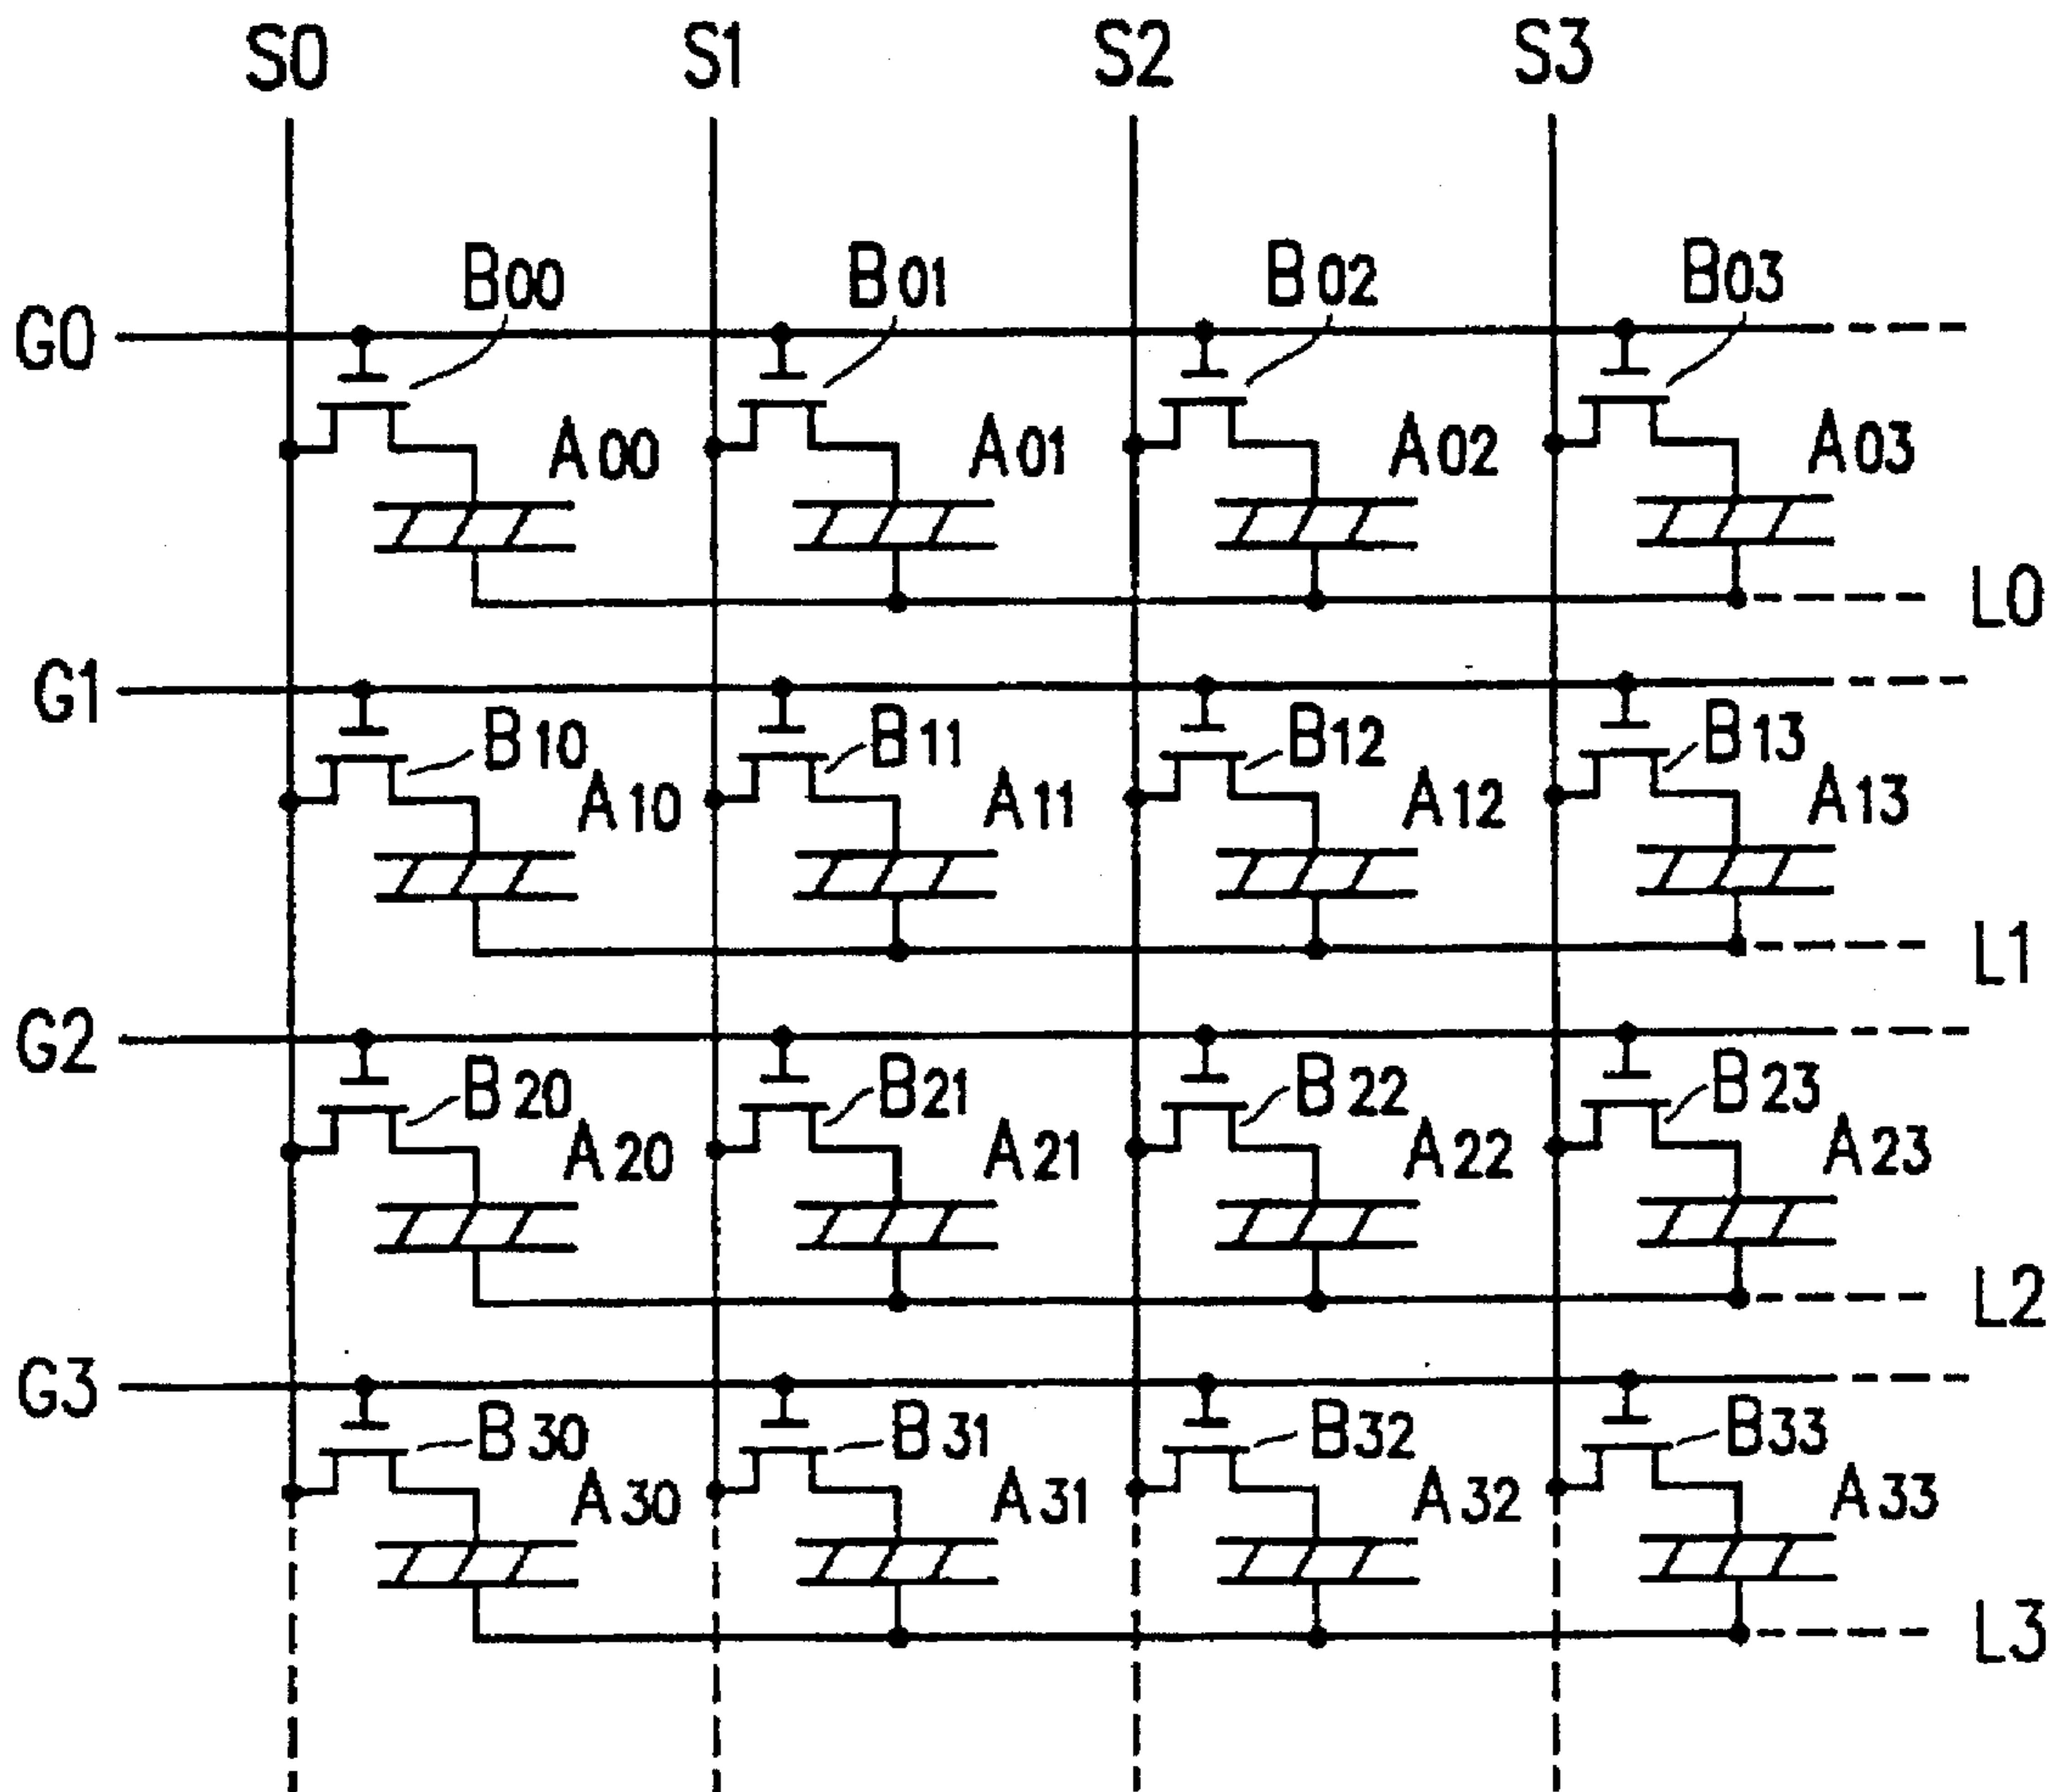 S0 S1 S2 S3
B00 B01 B02 B03
G0
A00 A01 A02 A03
L0
G1
B10 B11 B12 B13
A10 A11 A12 A13
L1
G2
B20 B21 B22 B23
A20 A21 A22 A23
L2
G3
B30 B31 B32 B33
A30 A31 A32 A33
L3